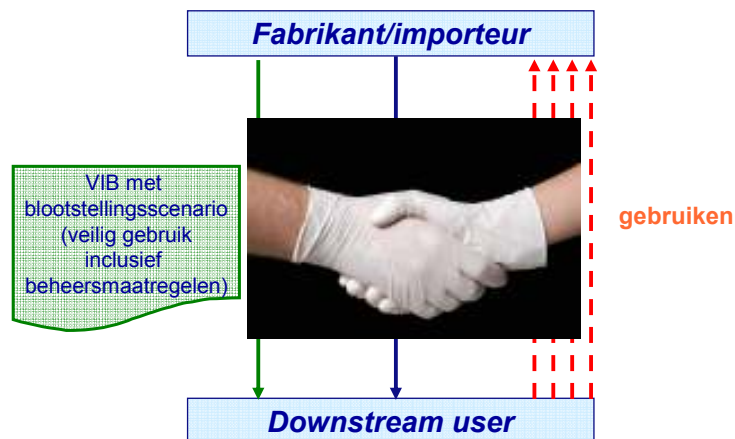 Fabrikant/importeur
VIB met
blootstellingsscenario
(veilig gebruik
inclusief
beheersmaatregelen)
gebruiken
Downstream user